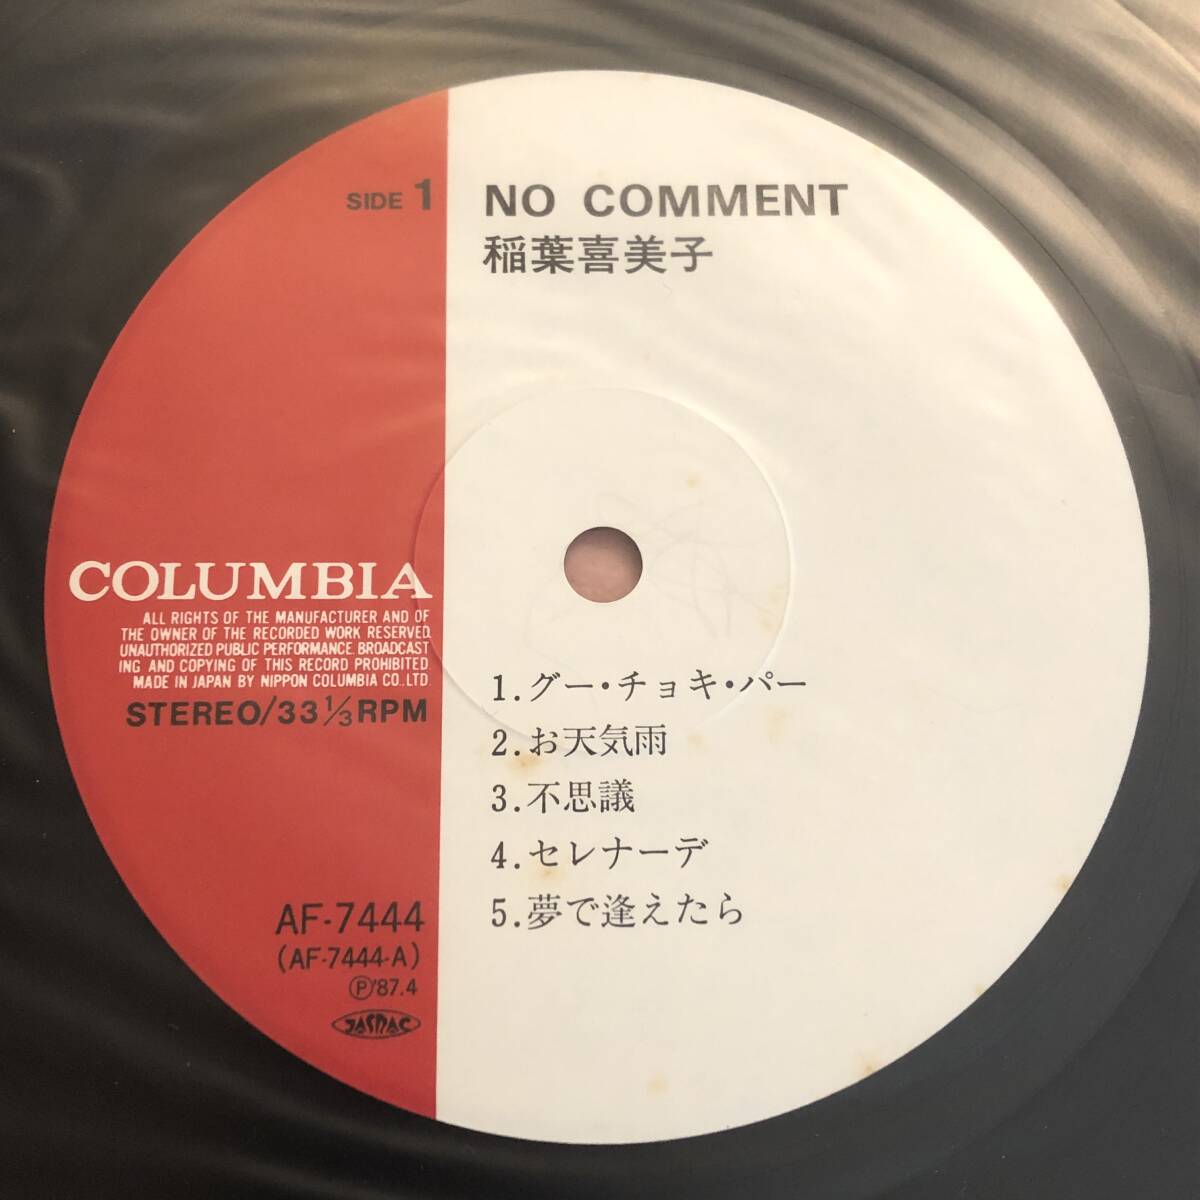 SIDE 1
NO COMMENT
稲葉喜美子
COLUMBIA
ALL RIGHTS OF THE MANUFACTURER AND OF
THE OWNER OF THE RECORDED WORK RESERVED.
UNAUTHORIZED PUBLIC PERFORMANCE. BROADCAST
ING AND COPYING OF THIS RECORD PROHIBITED
MADE IN JAPAN BY NIPPON COLUMBIA CO.,LTD
STEREO/33 1/3 RPM
1.グー・チョキ・パー
2.お天気雨
3.不思議
4.セレナーデ
5.夢で逢えたら
AF-7444
(AF-7444-A)
Ⓟ'87.4
JASRAC